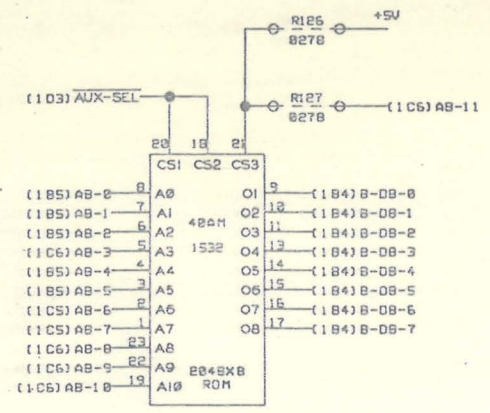 R126 +5V
027B
(1D3) AUX-SEL R127 (1C6) AB-11
027B
20 18 21
CS1 CS2 CS3
(1B5) AB-0 8 A0 O1 9 (1B4) B-DB-0
(1B5) AB-1 7 A1 O2 10 (1B4) B-DB-1
(1B5) AB-2 6 A2 40AM O3 11 (1B4) B-DB-2
(1C6) AB-3 5 A3 1532 O4 13 (1B4) B-DB-3
(1B5) AB-4 4 A4 O5 14 (1B4) B-DB-4
(1B5) AB-5 3 A5 O6 15 (1B4) B-DB-5
(1C5) AB-6 2 A6 O7 16 (1B4) B-DB-6
(1C5) AB-7 1 A7 O8 17 (1B4) B-DB-7
(1C6) AB-8 23 A8
(1C6) AB-9 22 A9 2048X8
(1C6) AB-10 19 A10 ROM